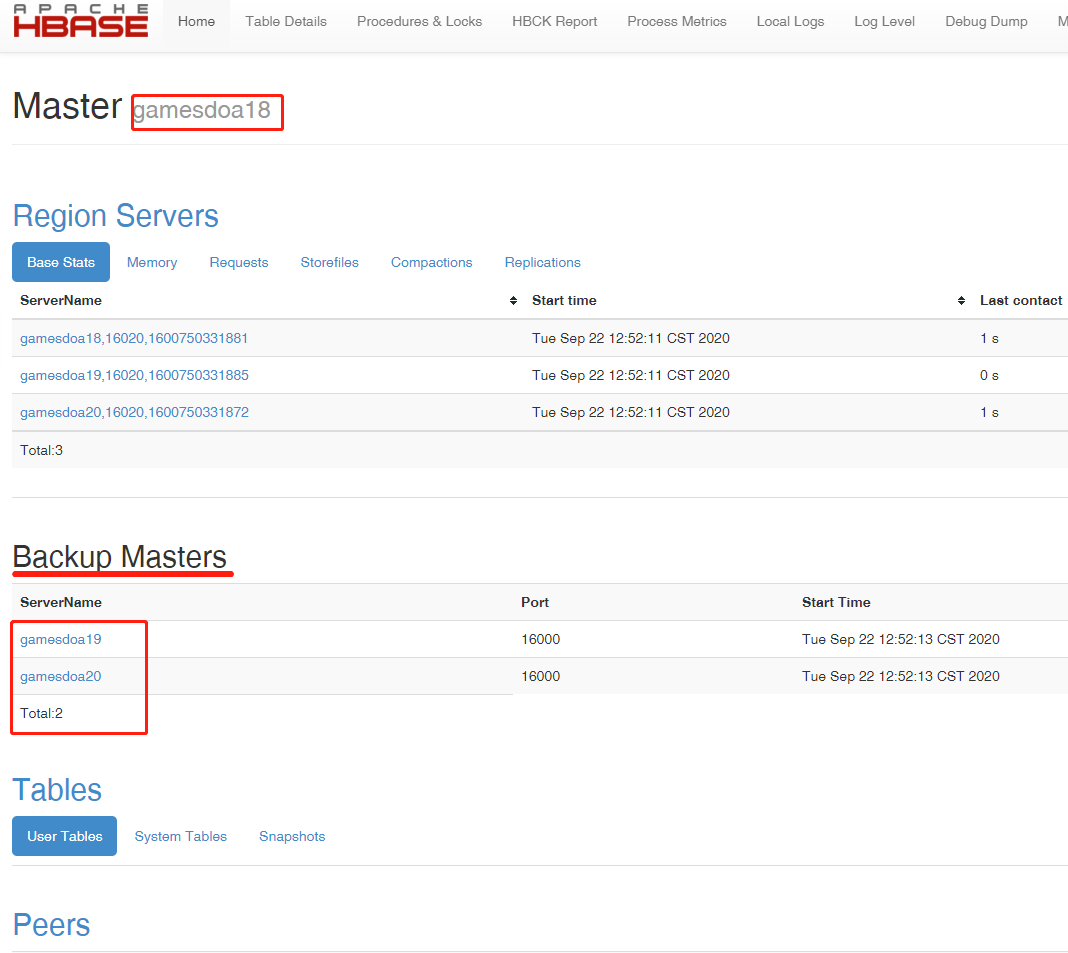 APACHE
HBASE
Home Table Details Procedures & Locks HBCK Report Process Metrics Local Logs Log Level Debug Dump M
Master gamesdoa18
Region Servers
Base Stats Memory Requests Storefiles Compactions Replications
ServerName Start time Last contact
gamesdoa18,16020,1600750331881 Tue Sep 22 12:52:11 CST 2020 1 s
gamesdoa19,16020,1600750331885 Tue Sep 22 12:52:11 CST 2020 0 s
gamesdoa20,16020,1600750331872 Tue Sep 22 12:52:11 CST 2020 1 s
Total:3
Backup Masters
ServerName Port Start Time
gamesdoa19 16000 Tue Sep 22 12:52:13 CST 2020
gamesdoa20 16000 Tue Sep 22 12:52:13 CST 2020
Total:2
Tables
User Tables System Tables Snapshots
Peers